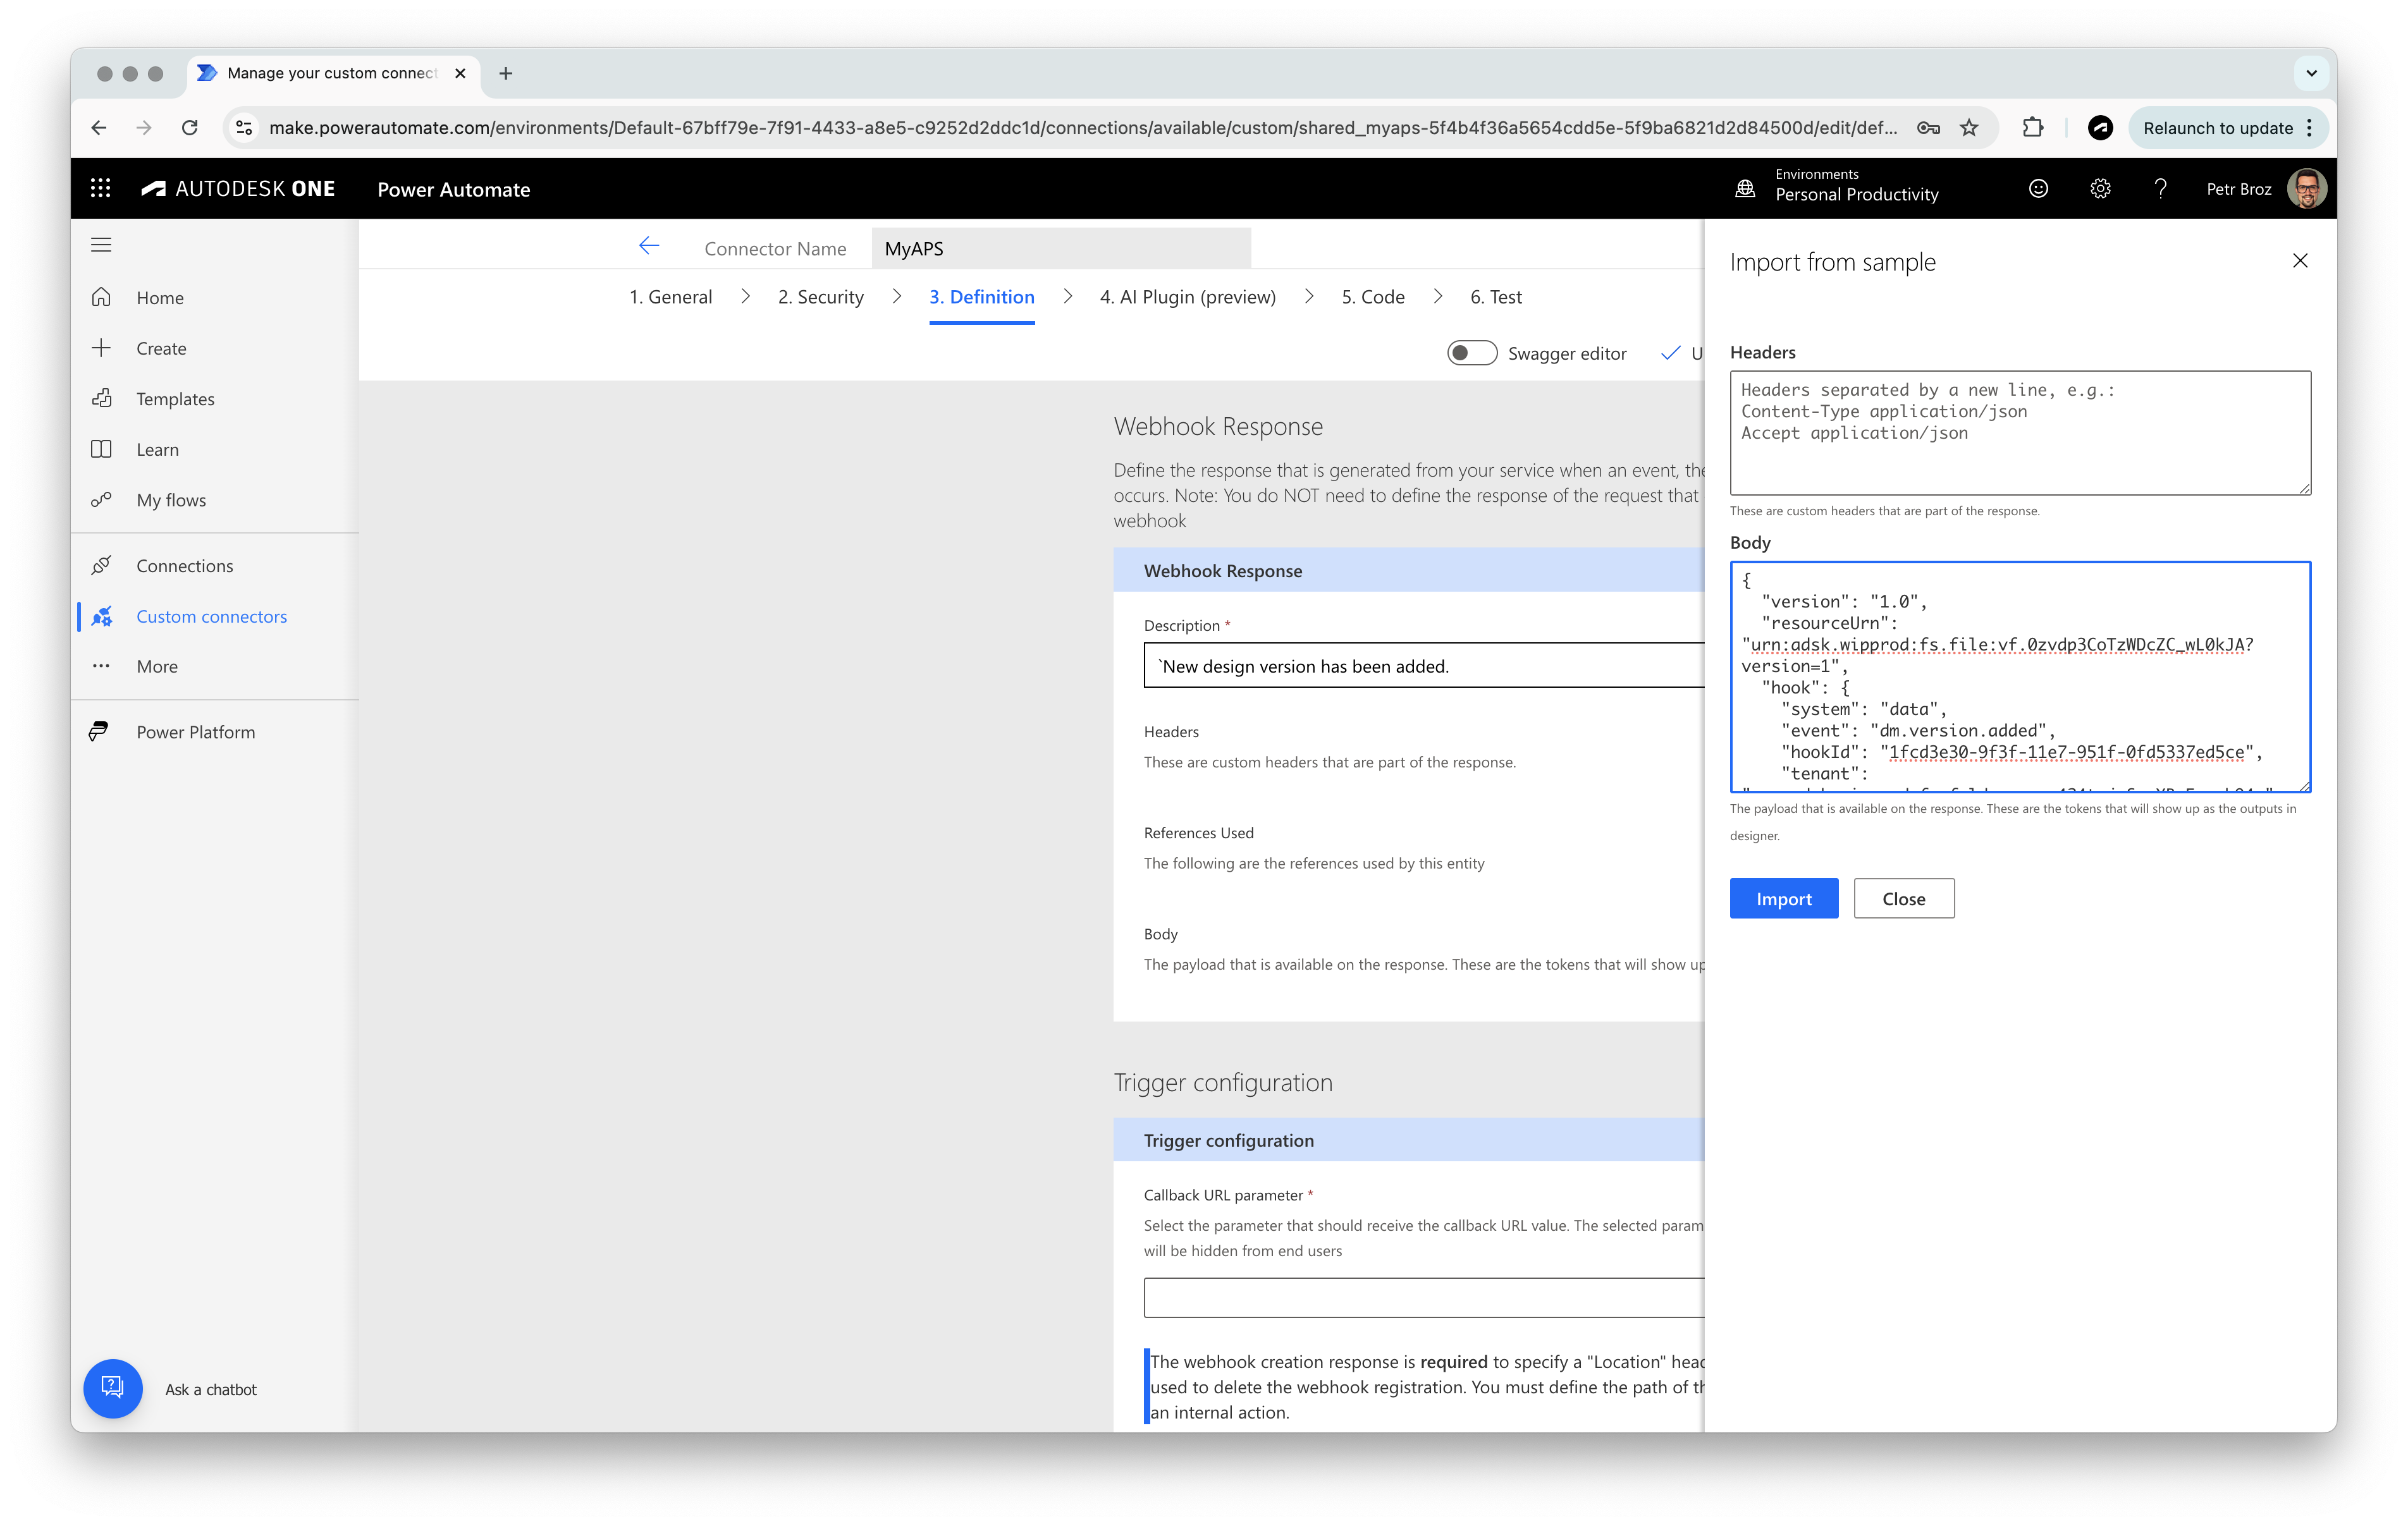 Manage your custom connect
make.powerautomate.com/environments/Default-67bff79e-7f91-4433-a8e5-c9252d2ddc1d/connections/available/custom/shared_myaps-5f4b4f36a5654cdd5e-5f9ba6821d2d84500d/edit/def...
Relaunch to update
AUTODESK ONE
Power Automate
Environments
Personal Productivity
Petr Broz
Home
Create
Templates
Learn
My flows
Connections
Custom connectors
More
Power Platform
Ask a chatbot
Connector Name
MyAPS
1. General
2. Security
3. Definition
4. AI Plugin (preview)
5. Code
6. Test
Swagger editor
U
Webhook Response
Define the response that is generated from your service when an event, the
occurs. Note: You do NOT need to define the response of the request that
webhook
Webhook Response
Description *
`New design version has been added.
Headers
These are custom headers that are part of the response.
References Used
The following are the references used by this entity
Body
The payload that is available on the response. These are the tokens that will show up
Trigger configuration
Trigger configuration
Callback URL parameter *
Select the parameter that should receive the callback URL value. The selected param
will be hidden from end users
The webhook creation response is required to specify a "Location" head
used to delete the webhook registration. You must define the path of th
an internal action.
Import from sample
Headers
Headers separated by a new line, e.g.:
Content-Type application/json
Accept application/json
These are custom headers that are part of the response.
Body
{
"version": "1.0",
"resourceUrn":
"urn:adsk.wipprod:fs.file:vf.0zvdp3CoTzWDcZC_wL0kJA?
version=1",
"hook": {
"system": "data",
"event": "dm.version.added",
"hookId": "1fcd3e30-9f3f-11e7-951f-0fd5337ed5ce",
"tenant":
The payload that is available on the response. These are the tokens that will show up as the outputs in
designer.
Import
Close